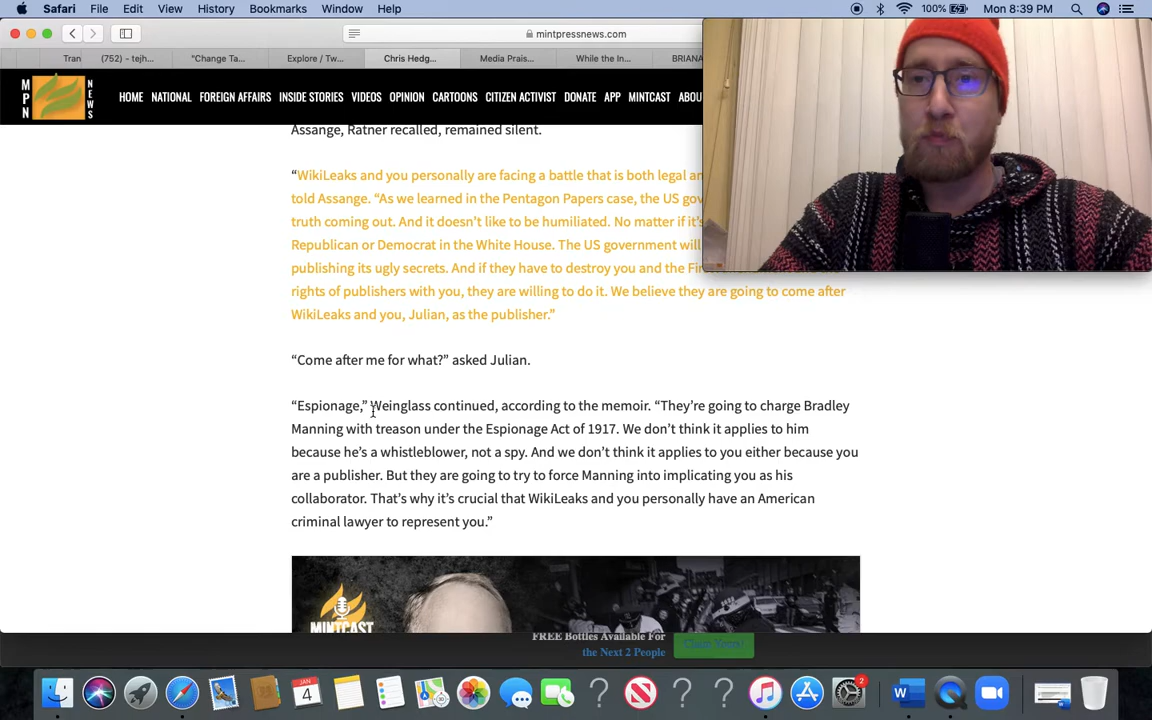 Safari File Edit View History Bookmarks Window Help 100% Mon 8:39 PM
mintpressnews.com
Tran (752) – tejh... "Change Ta... Explore / Tw... Chris Hedg... Media Prais... While the In... BRIANA
MPN NEWS HOME NATIONAL FOREIGN AFFAIRS INSIDE STORIES VIDEOS OPINION CARTOONS CITIZEN ACTIVIST DONATE APP MINTCAST ABOU
Assange, Ratner recalled, remained silent.
“WikiLeaks and you personally are facing a battle that is both legal an
told Assange. “As we learned in the Pentagon Papers case, the US gov
truth coming out. And it doesn’t like to be humiliated. No matter if it’s
Republican or Democrat in the White House. The US government will
publishing its ugly secrets. And if they have to destroy you and the Fi
rights of publishers with you, they are willing to do it. We believe they are going to come after
WikiLeaks and you, Julian, as the publisher.”
“Come after me for what?” asked Julian.
“Espionage,” Weinglass continued, according to the memoir. “They’re going to charge Bradley
Manning with treason under the Espionage Act of 1917. We don’t think it applies to him
because he’s a whistleblower, not a spy. And we don’t think it applies to you either because you
are a publisher. But they are going to try to force Manning into implicating you as his
collaborator. That’s why it’s crucial that WikiLeaks and you personally have an American
criminal lawyer to represent you.”
MINTCAST
FREE Bottles Available For
the Next 2 People
JAN
4
2